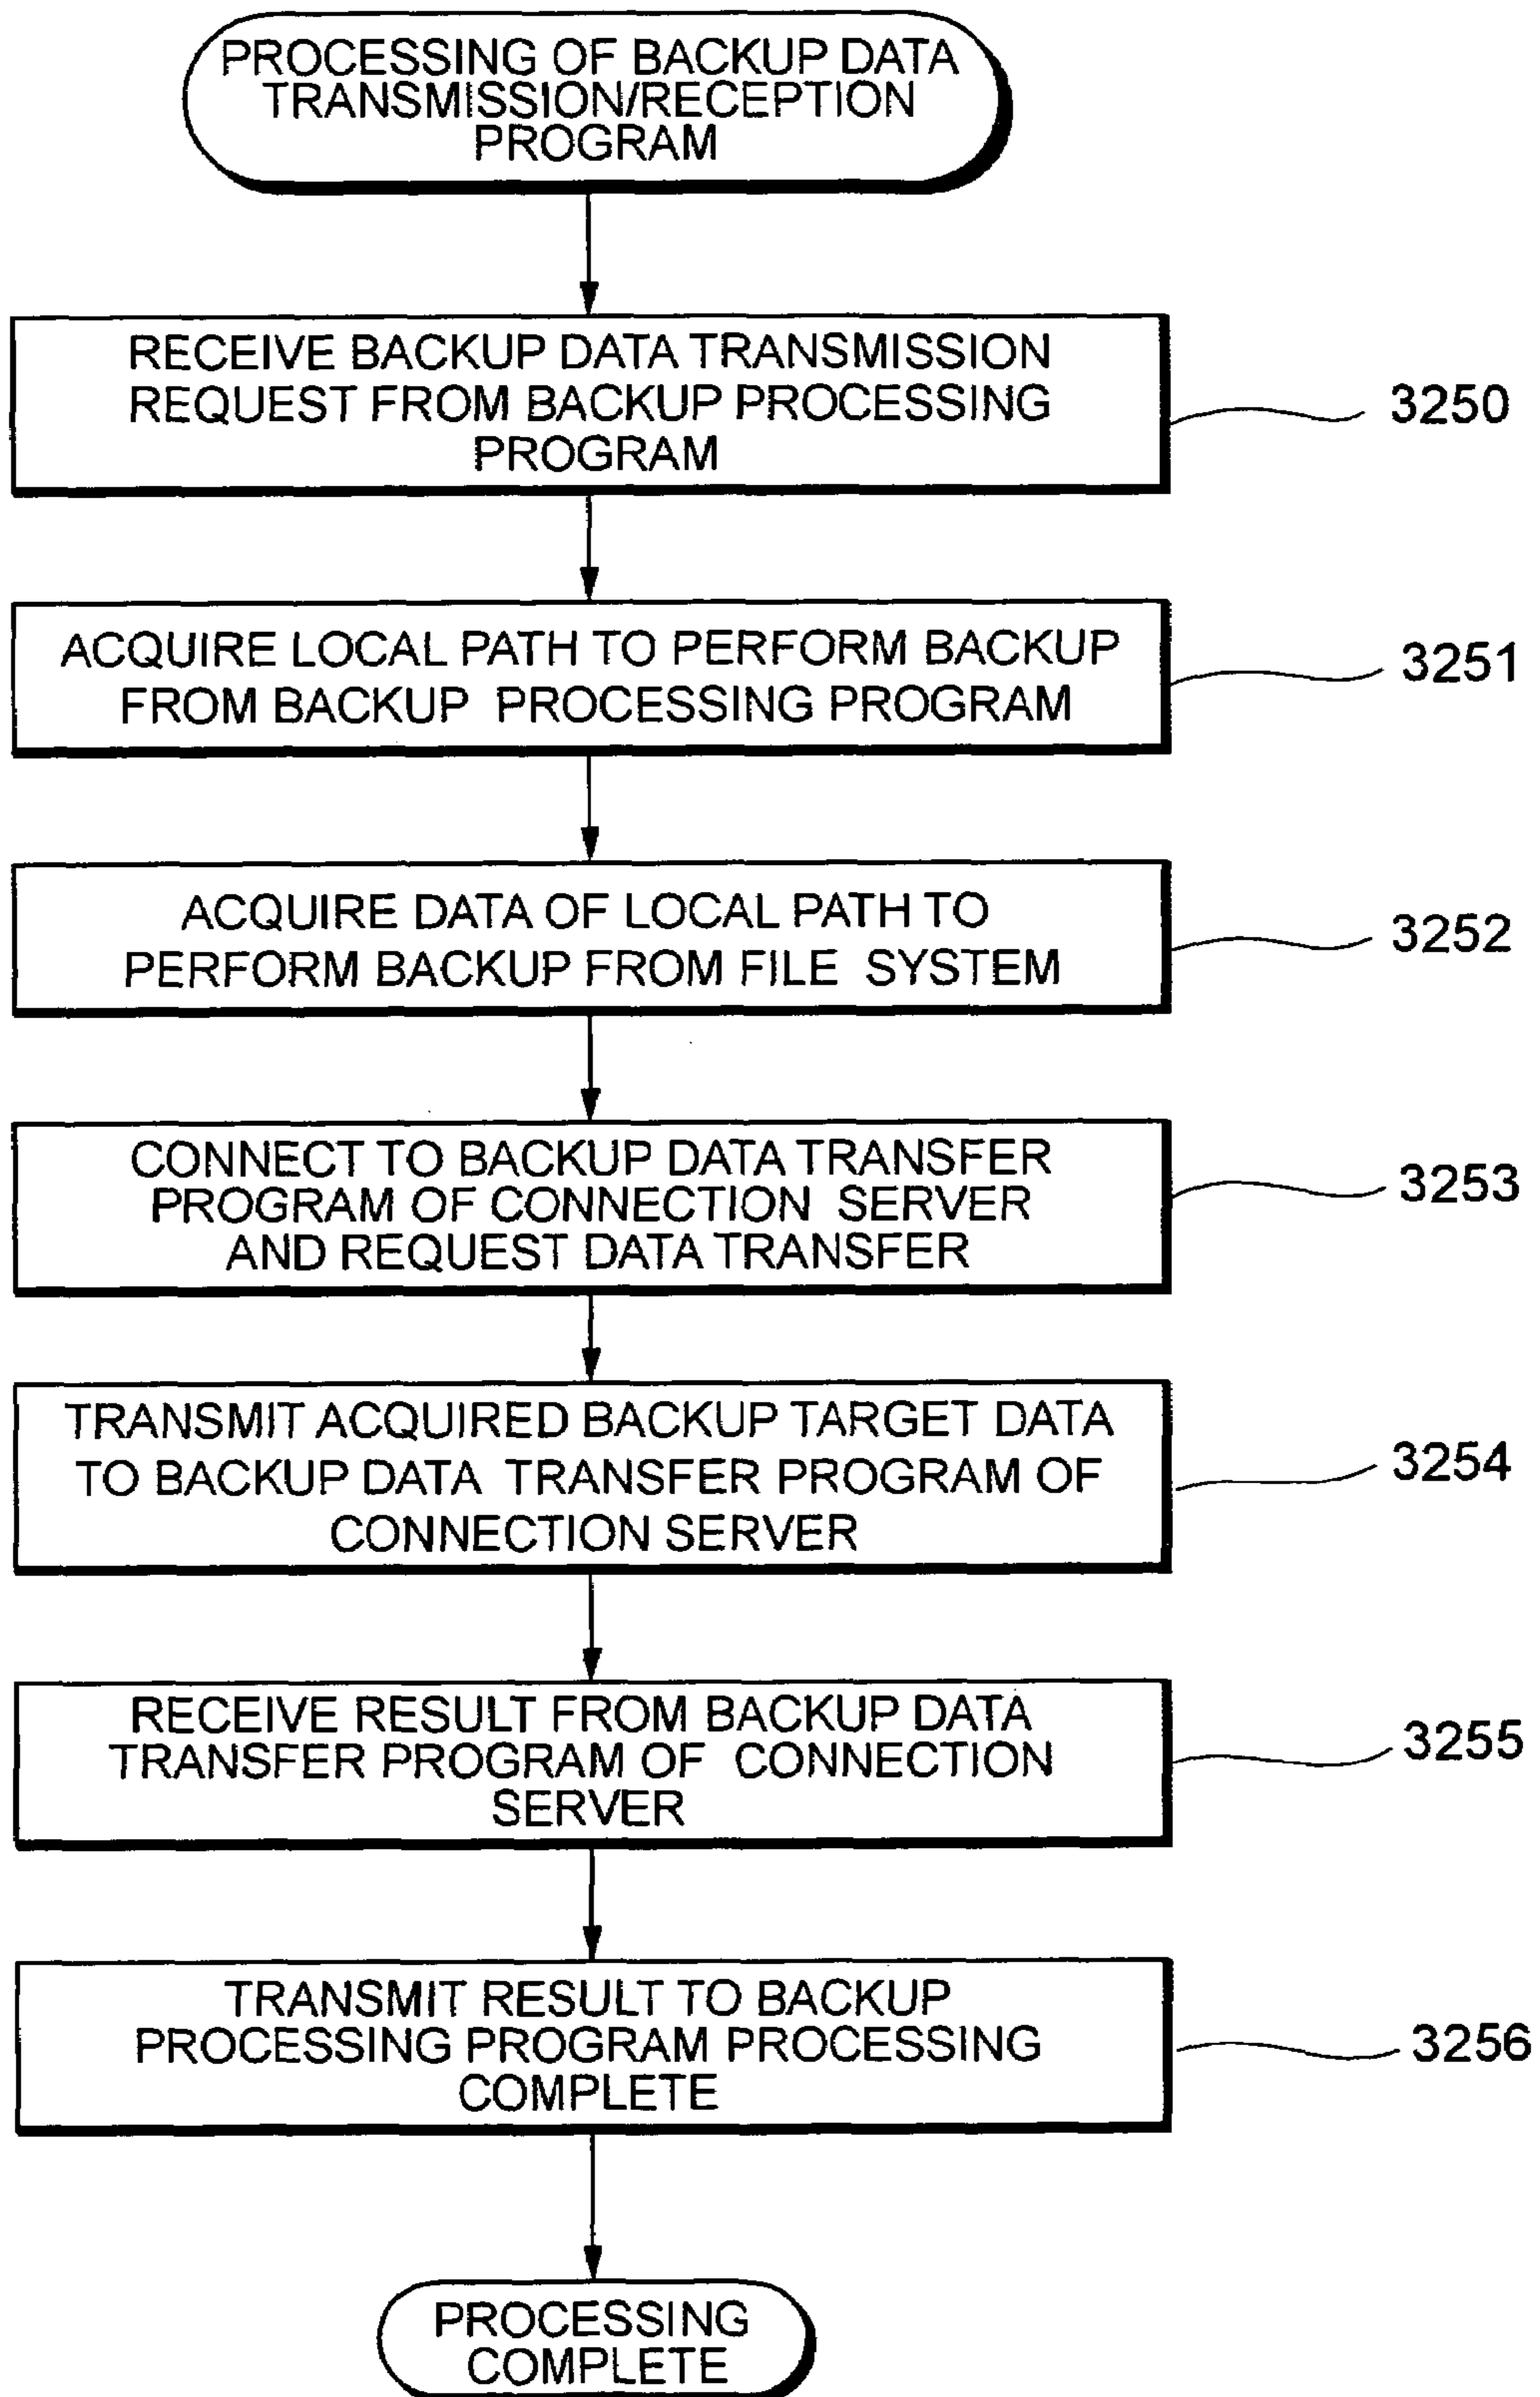 PROCESSING OF BACKUP DATA
TRANSMISSION/RECEPTION
PROGRAM
RECEIVE BACKUP DATA TRANSMISSION
REQUEST FROM BACKUP PROCESSING
PROGRAM
3250
ACQUIRE LOCAL PATH TO PERFORM BACKUP
FROM BACKUP PROCESSING PROGRAM
3251
ACQUIRE DATA OF LOCAL PATH TO
PERFORM BACKUP FROM FILE SYSTEM
3252
CONNECT TO BACKUP DATA TRANSFER
PROGRAM OF CONNECTION SERVER
AND REQUEST DATA TRANSFER
3253
TRANSMIT ACQUIRED BACKUP TARGET DATA
TO BACKUP DATA TRANSFER PROGRAM OF
CONNECTION SERVER
3254
RECEIVE RESULT FROM BACKUP DATA
TRANSFER PROGRAM OF CONNECTION
SERVER
3255
TRANSMIT RESULT TO BACKUP
PROCESSING PROGRAM PROCESSING
COMPLETE
3256
PROCESSING
COMPLETE